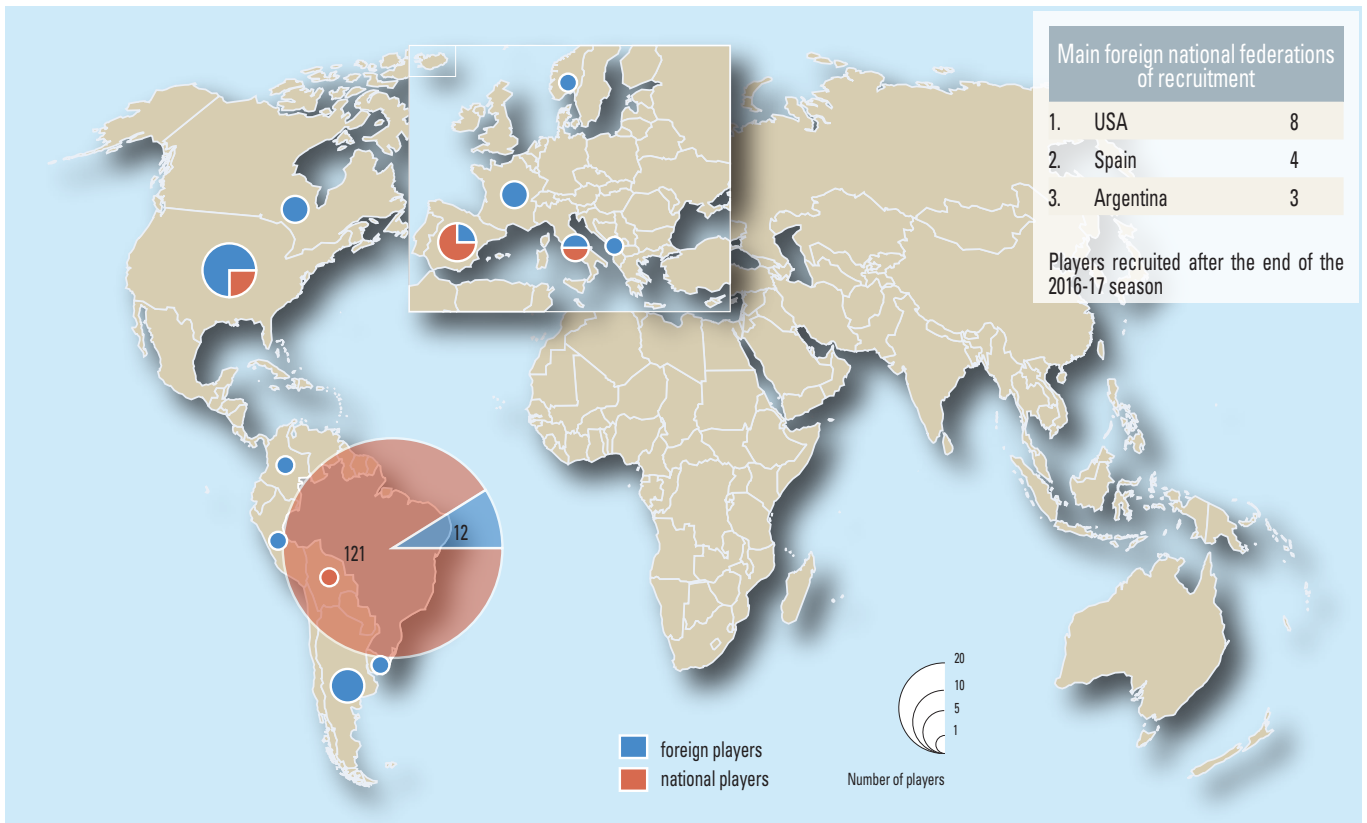 Main foreign national federations
of recruitment
1. USA 8
2. Spain 4
3. Argentina 3
Players recruited after the end of the
2016-17 season
12
121
20
10
5
1
Number of players
foreign players
national players